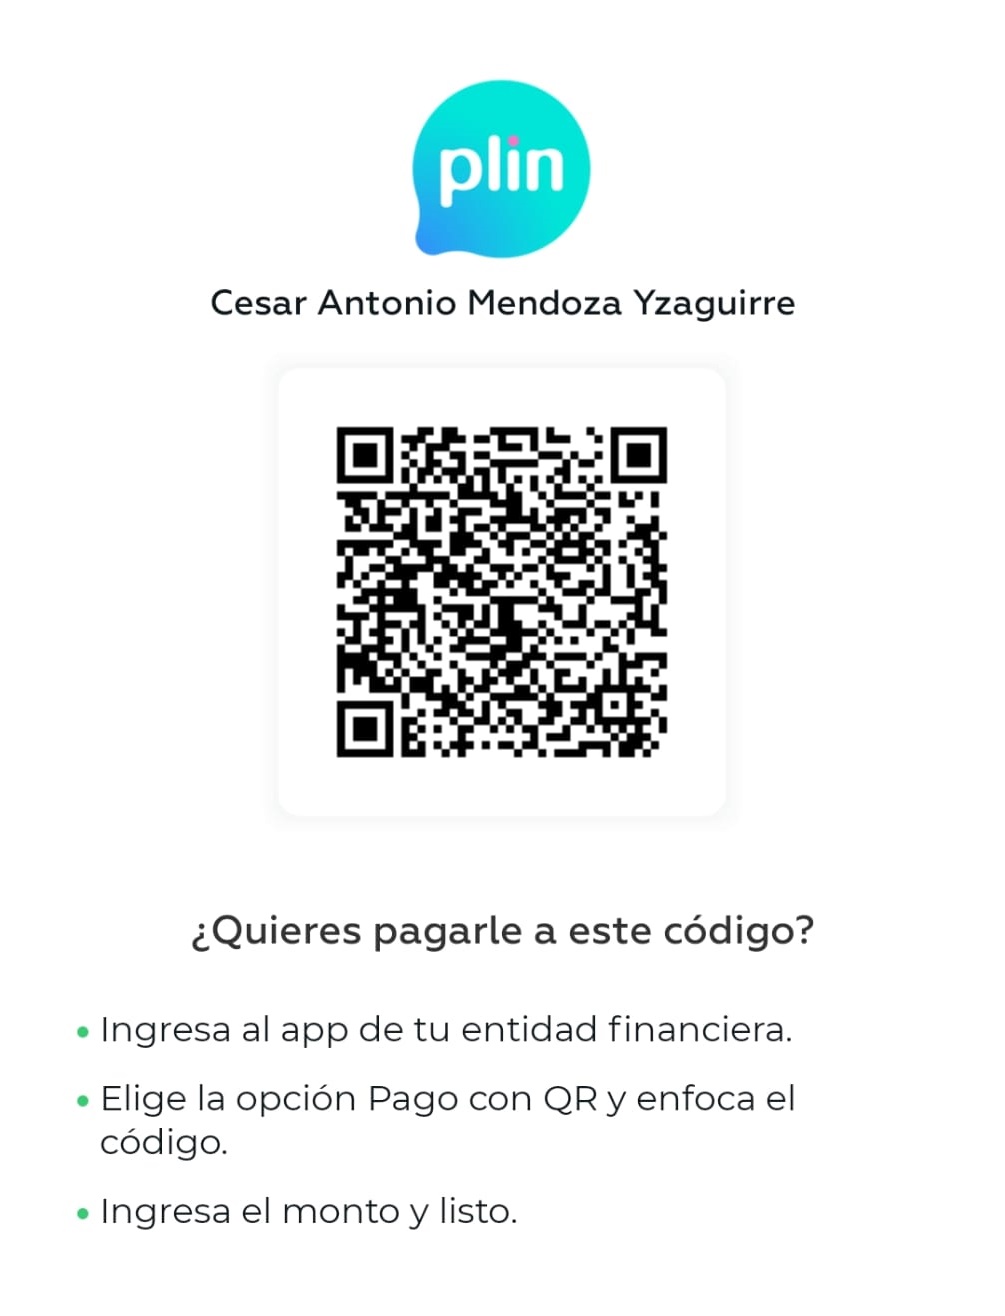 plin
Cesar Antonio Mendoza Yzaguirre
¿Quieres pagarle a este código?
• Ingresa al app de tu entidad financiera.
• Elige la opción Pago con QR y enfoca el
código.
• Ingresa el monto y listo.